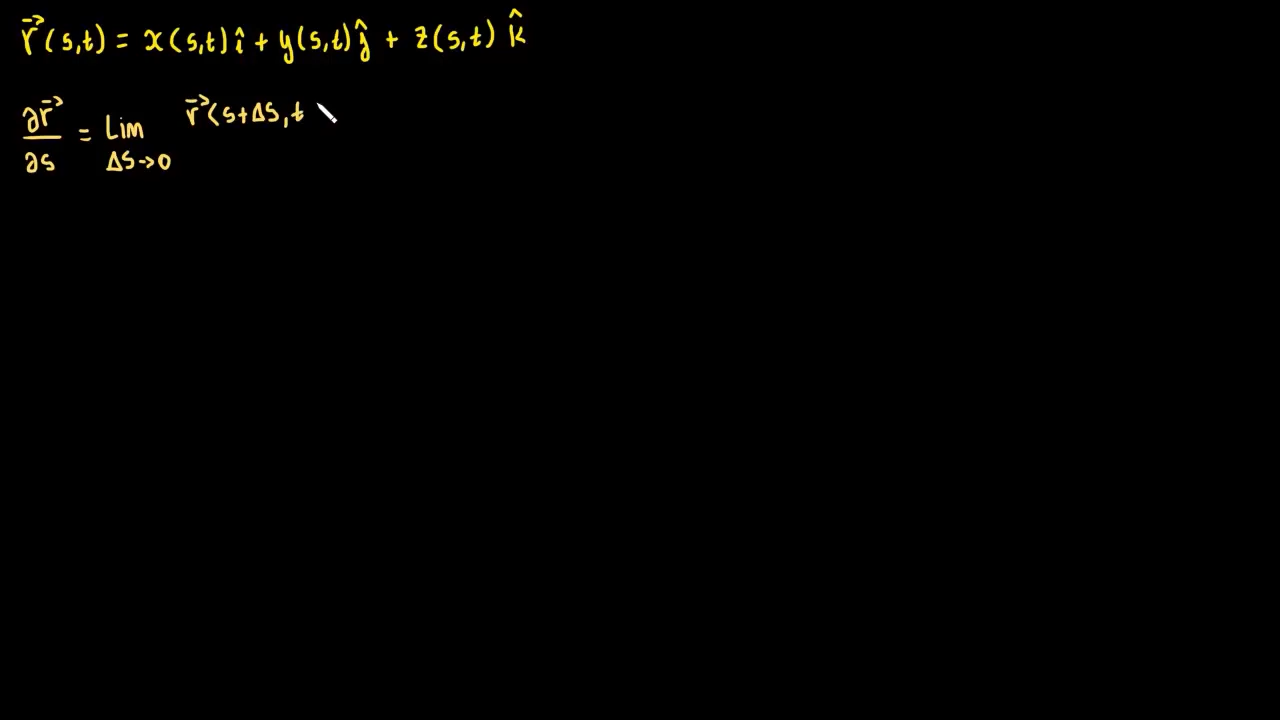 r⃗(s,t) = x(s,t) î + y(s,t) ĵ + z(s,t) k̂
∂r⃗/∂s = Lim Δs→0 r⃗(s+Δs,t